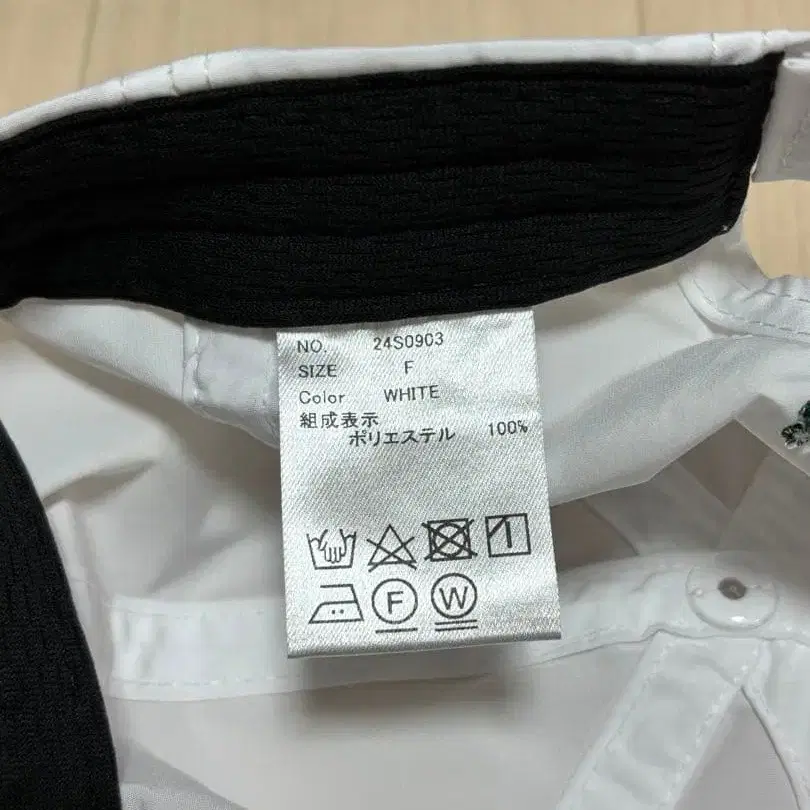 NO. 24S0903
SIZE F
Color WHITE
組成表示
ポリエステル 100%
F W